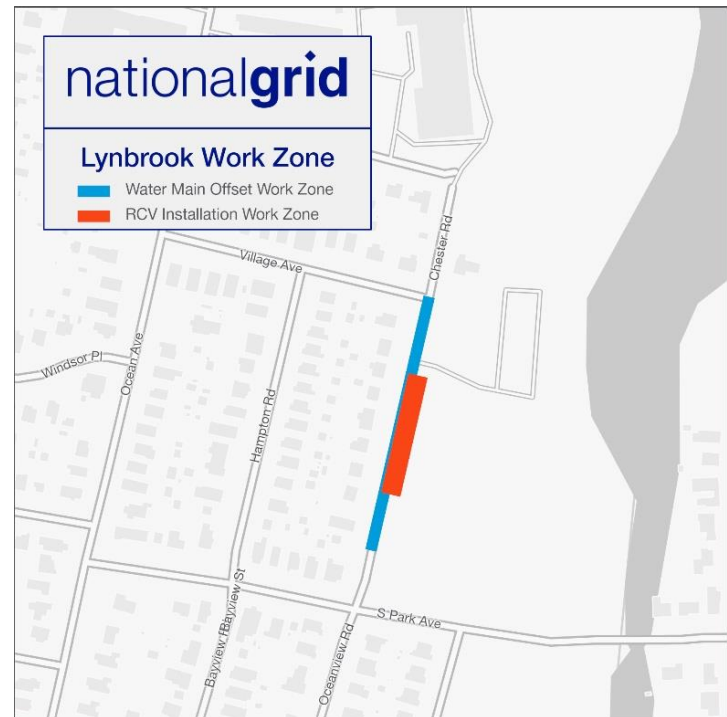 nationalgrid
Lynbrook Work Zone
Water Main Offset Work Zone
RCV Installation Work Zone
Chester Rd
Village Ave
Windsor Pl
Ocean Ave
Hampton Rd
Bayview St
S Park Ave
Oceanview Rd